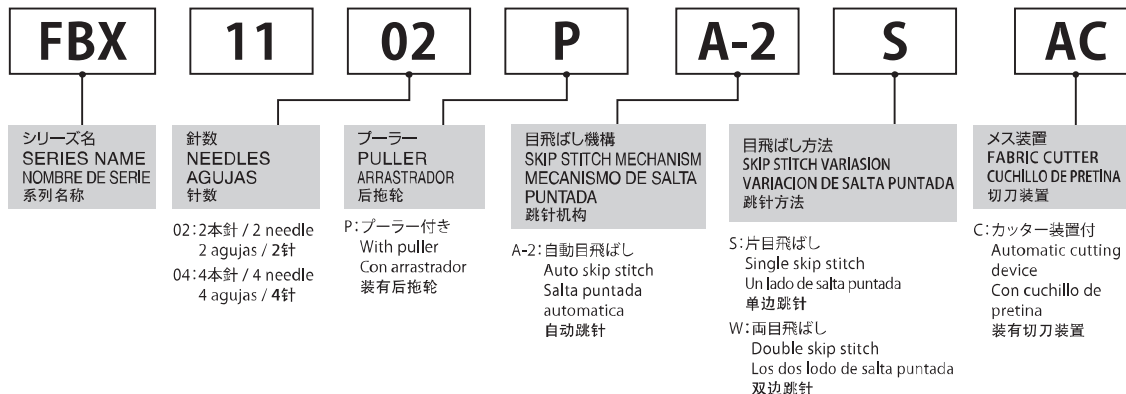 FBX 11 02 P A-2 S AC
シリーズ名
SERIES NAME
NOMBRE DE SERIE
系列名称
針数
NEEDLES
AGUJAS
针数
02:2本針 / 2 needle
2 agujas / 2针
04:4本針 / 4 needle
4 agujas / 4针
プーラー
PULLER
ARRASTRADOR
后拖轮
P:プーラー付き
With puller
Con arrastrador
装有后拖轮
目飛ばし機構
SKIP STITCH MECHANISM
MECANISMO DE SALTA
PUNTADA
跳针机构
A-2:自動目飛ばし
Auto skip stitch
Salta puntada
automatica
自动跳针
目飛ばし方法
SKIP STITCH VARIASION
VARIACION DE SALTA PUNTADA
跳针方法
S:片目飛ばし
Single skip stitch
Un lado de salta puntada
单边跳针
W:両目飛ばし
Double skip stitch
Los dos lodo de salta puntada
双边跳针
メス装置
FABRIC CUTTER
CUCHILLO DE PRETINA
切刀装置
C:カッター装置付
Automatic cutting
device
Con cuchillo de
pretina
装有切刀装置